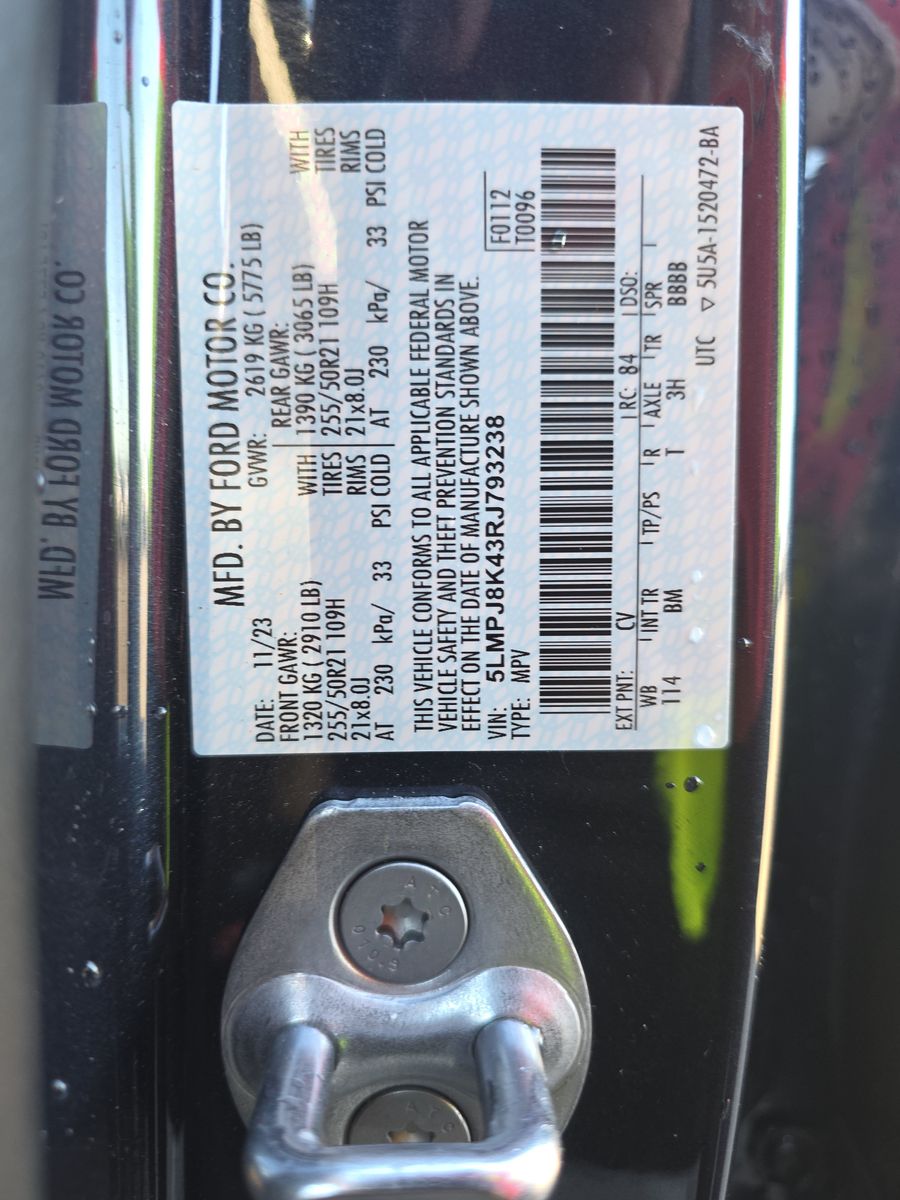 MFD. BY FORD MOTOR CO.
DATE: 11/23 GVWR: 2619 KG ( 5775 LB)
FRONT GAWR: REAR GAWR:
1320 KG ( 2910 LB) WITH 1390 KG ( 3065 LB) WITH
255/50R21 109H TIRES 255/50R21 109H TIRES
21x8.0J RIMS 21x8.0J RIMS
AT 230 kPa/ 33 PSI COLD AT 230 kPa/ 33 PSI COLD
THIS VEHICLE CONFORMS TO ALL APPLICABLE FEDERAL MOTOR
VEHICLE SAFETY AND THEFT PREVENTION STANDARDS IN
EFFECT ON THE DATE OF MANUFACTURE SHOWN ABOVE.
VIN: 5LMPJ8K43RJ793238 F0112
TYPE: MPV T0096
EXT PNT: CV RC: 84 DSO:
WB INT TR TP/PS R AXLE TR SPR
114 BM T 3H BBBB
UTC ▽ 5U5A-1520472-BA